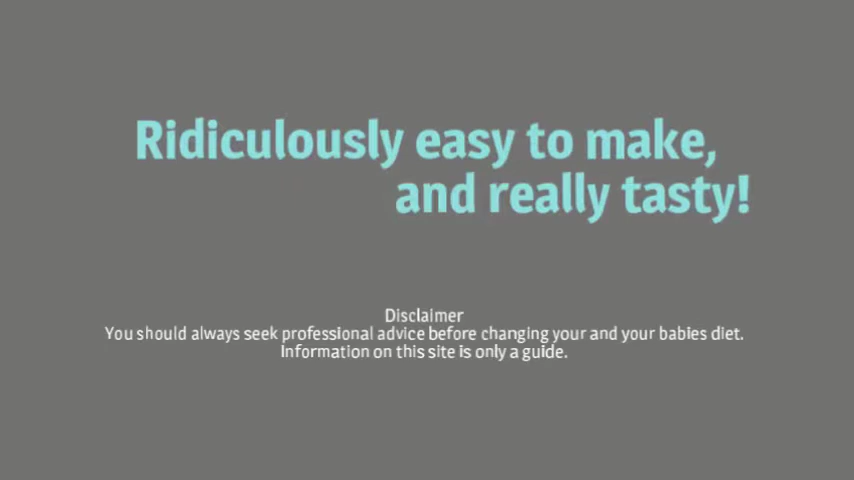 Ridiculously easy to make,
and really tasty!
Disclaimer
You should always seek professional advice before changing your and your babies diet.
Information on this site is only a guide.